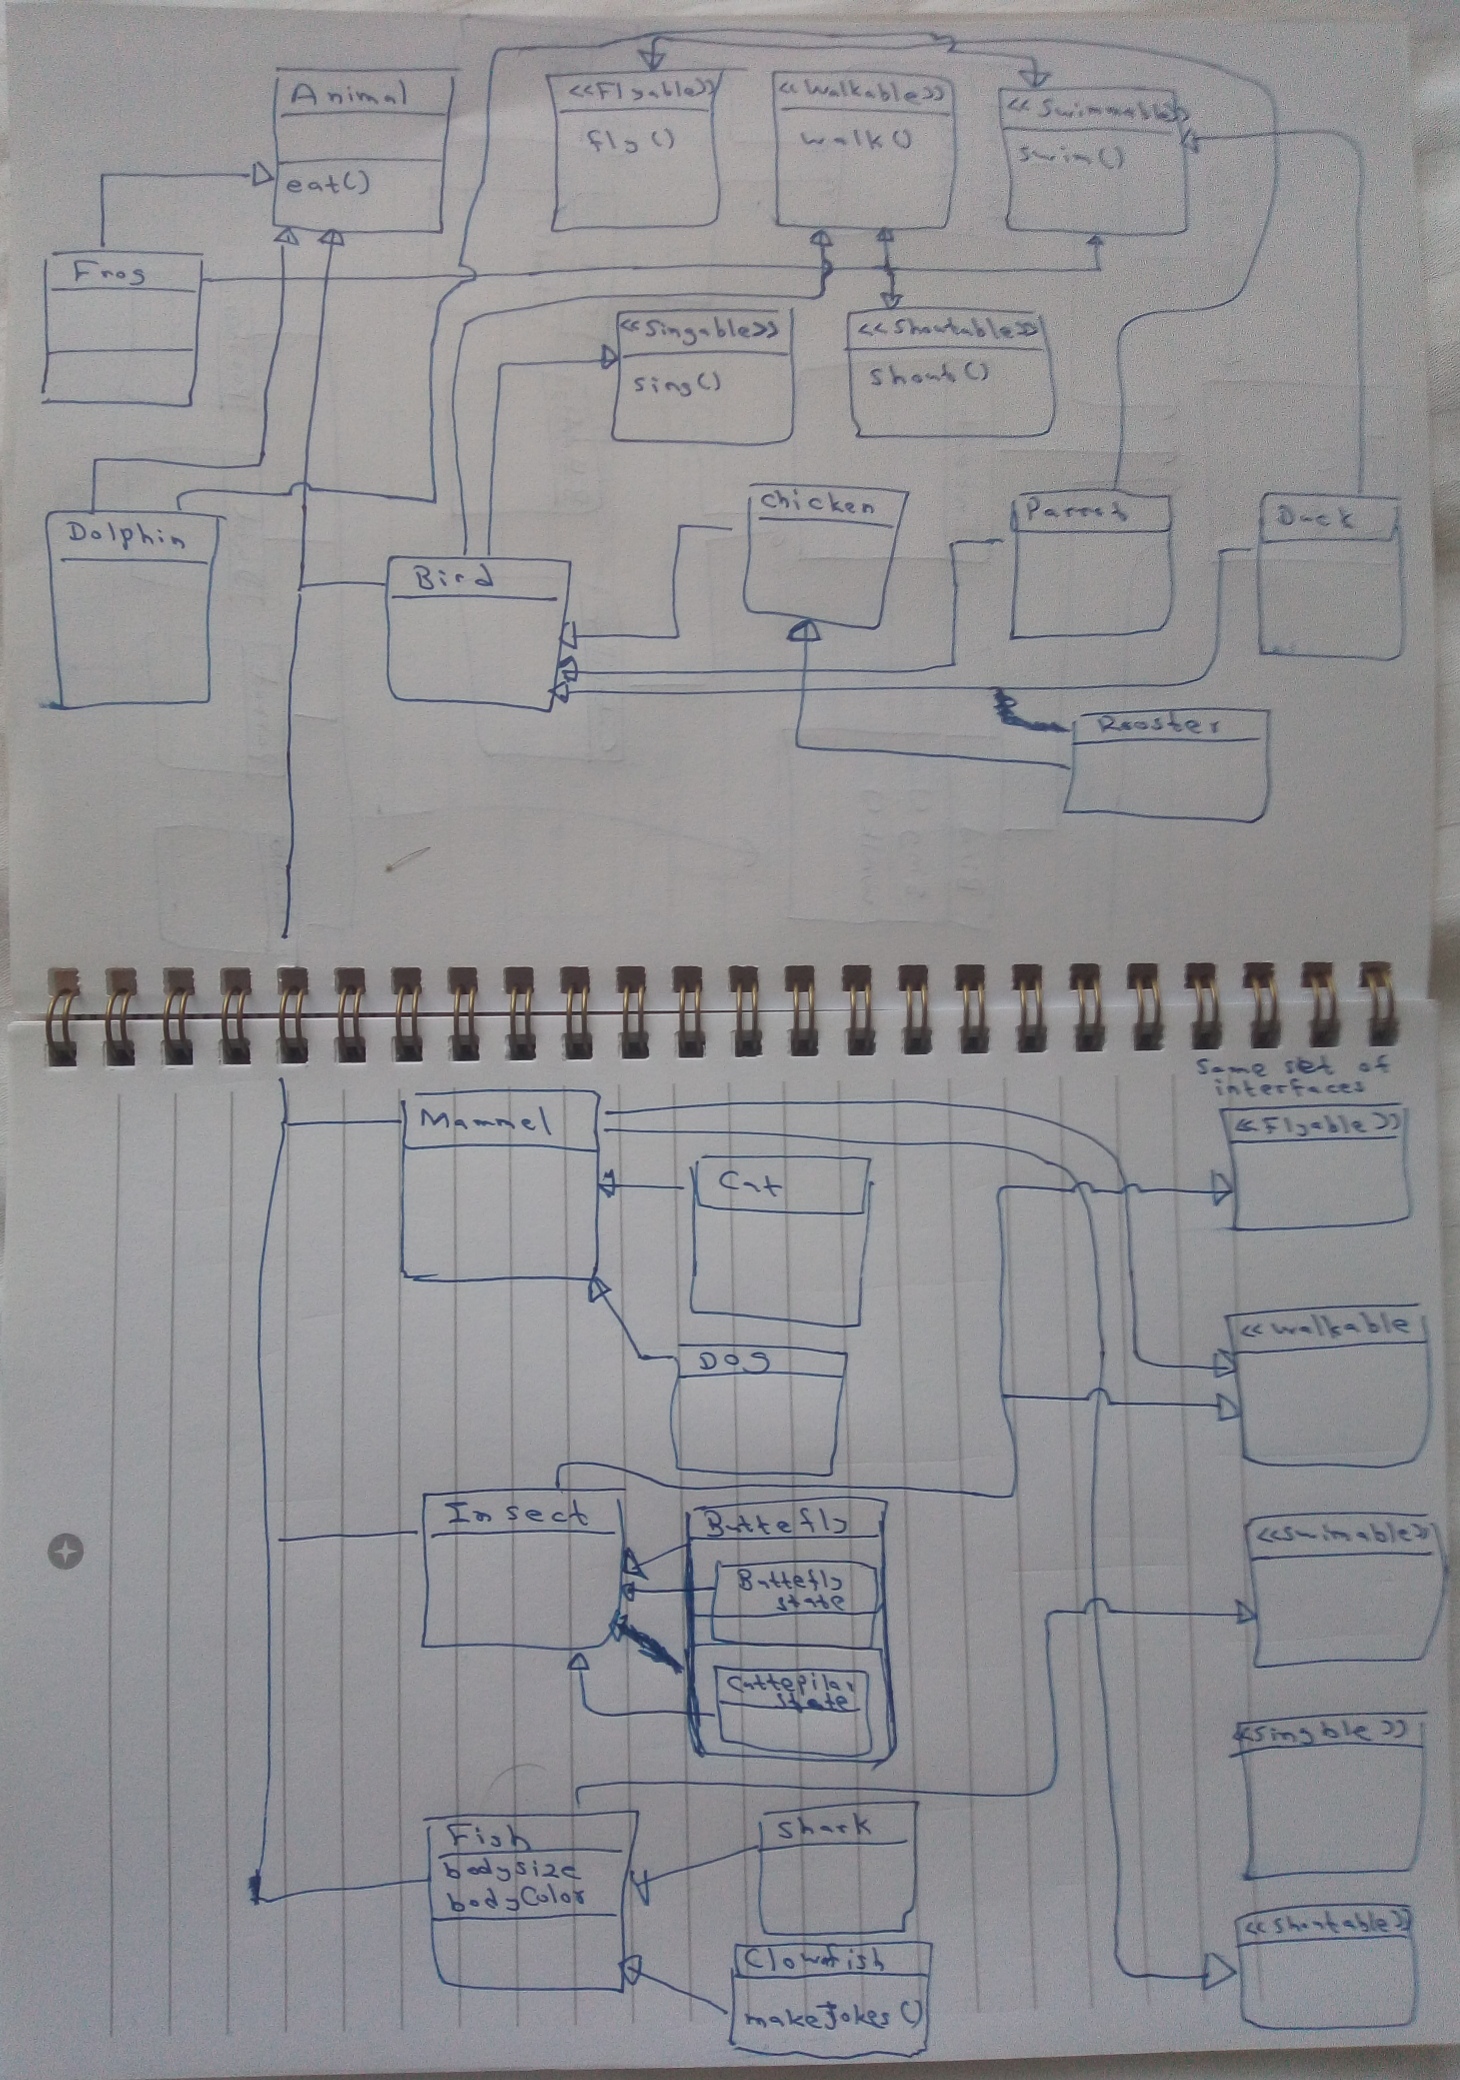 Animal
<<Flyable>>
<<Walkable>>
<<Swimmable>>
eat()
fly()
walk()
swim()
Frog
<<Singable>>
<<Shoutable>>
sing()
shout()
Dolphin
Bird
Chicken
Parrot
Duck
Rooster
Same set of
interfaces
Mammel
<<Flyable>>
Cat
<<Walkable
Dog
Insect
Buttefly
<<Swimable>>
Buttefly
state
Cattepilar
state
<<Singble>>
Fish
bodysize
bodyColor
Shark
<<Shoutable>>
Clownfish
makeJokes()